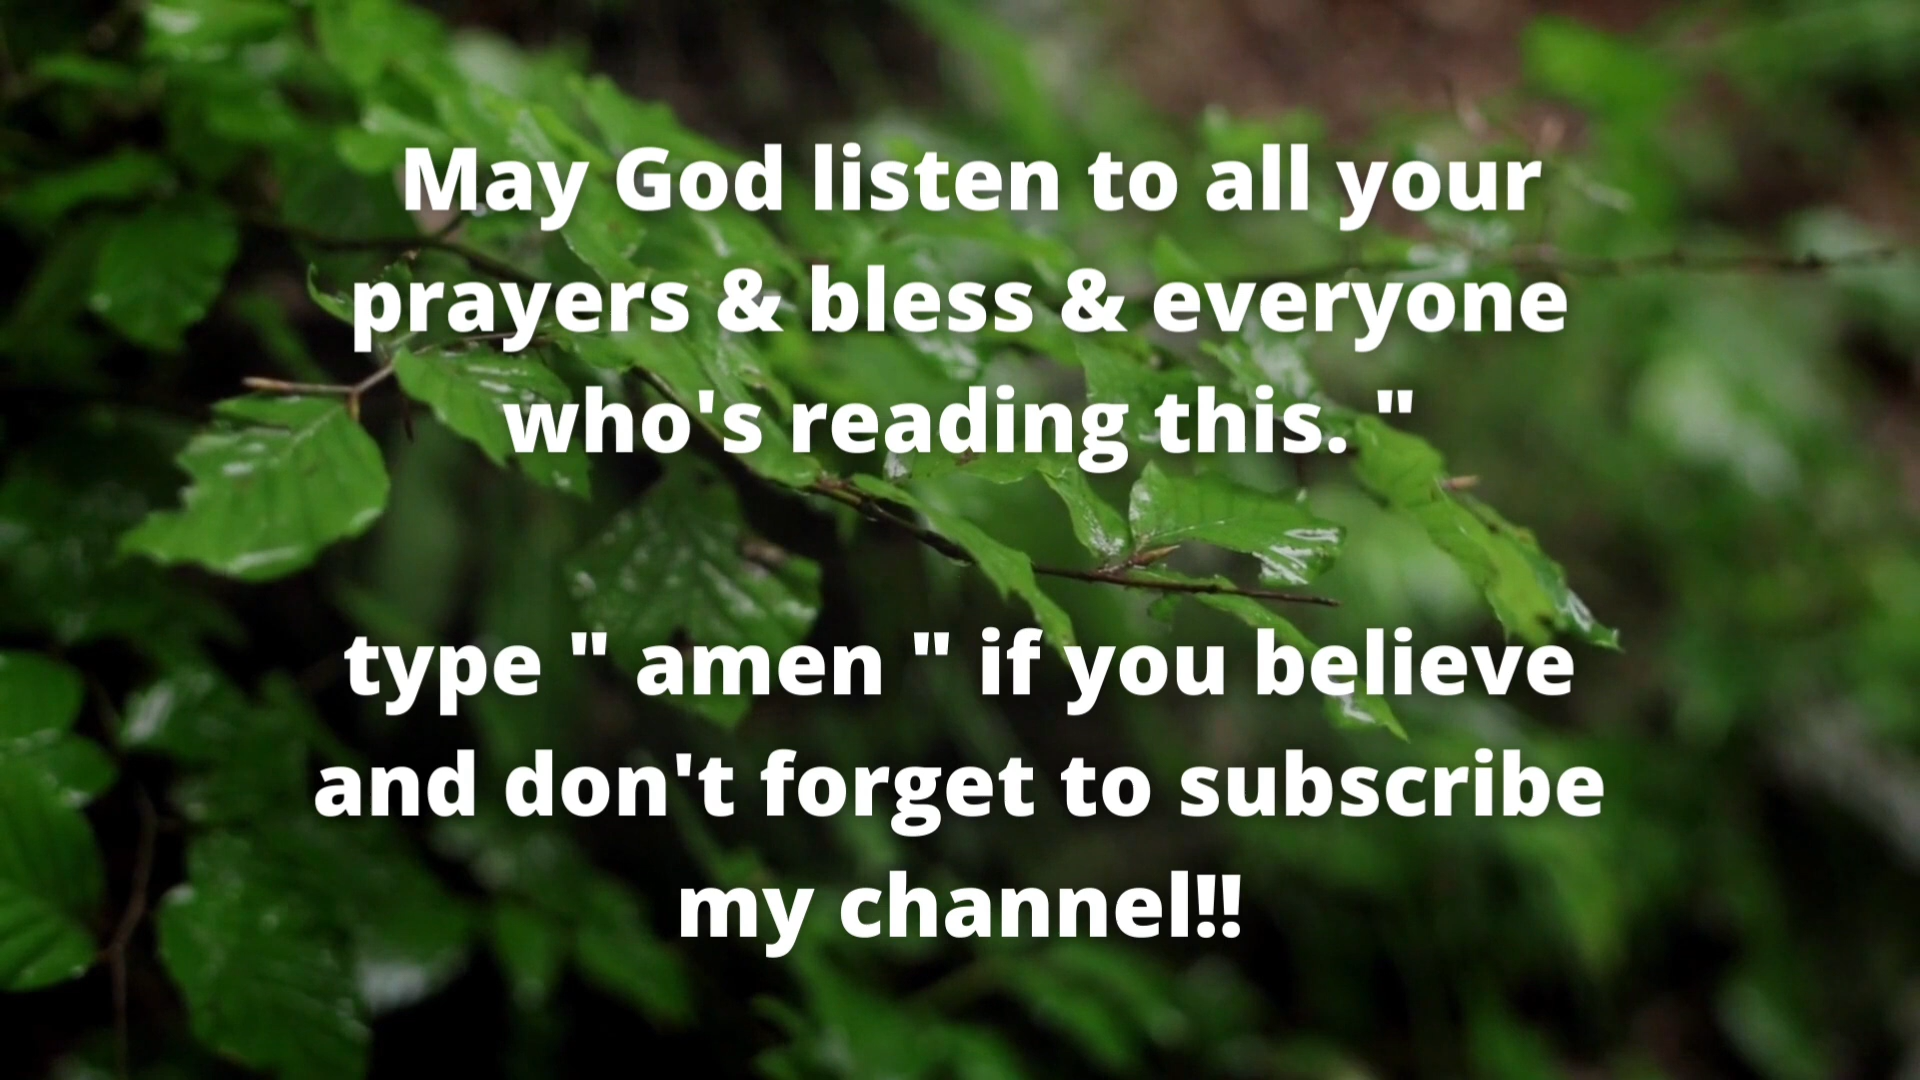 May God listen to all your
prayers & bless & everyone
who's reading this. "
type " amen " if you believe
and don't forget to subscribe
my channel!!